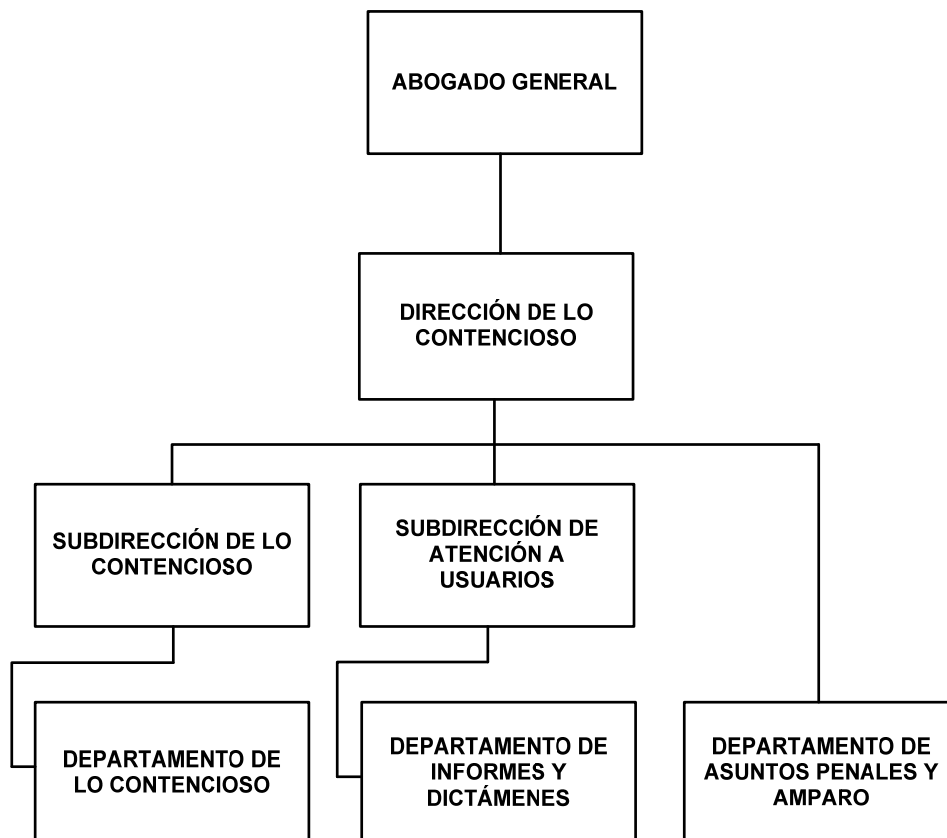 ABOGADO GENERAL
DIRECCIÓN DE LO
CONTENCIOSO
SUBDIRECCIÓN DE LO
CONTENCIOSO
SUBDIRECCIÓN DE
ATENCIÓN A
USUARIOS
DEPARTAMENTO DE
LO CONTENCIOSO
DEPARTAMENTO DE
INFORMES Y
DICTÁMENES
DEPARTAMENTO DE
ASUNTOS PENALES Y
AMPARO